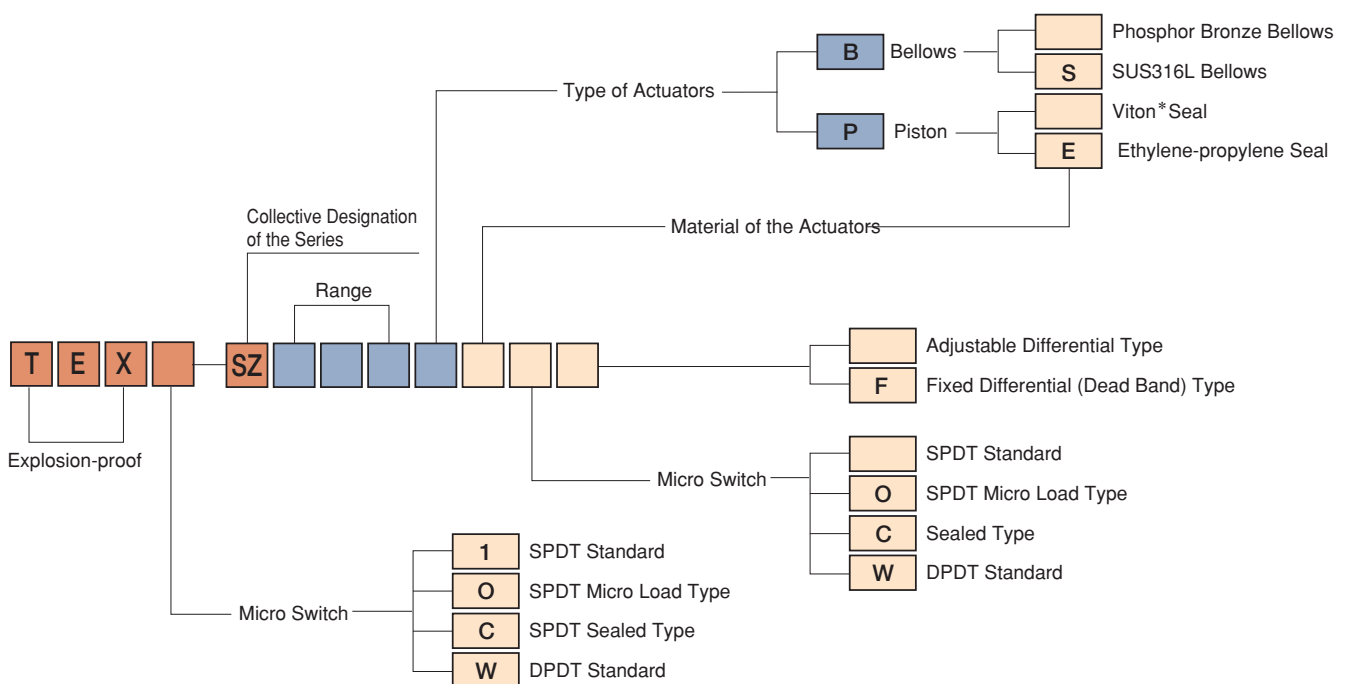 Phosphor Bronze Bellows
B Bellows
S SUS316L Bellows
Type of Actuators
Viton* Seal
P Piston
E Ethylene-propylene Seal
Collective Designation
of the Series
Material of the Actuators
Range
T E X SZ
Adjustable Differential Type
F Fixed Differential (Dead Band) Type
Explosion-proof
SPDT Standard
Micro Switch
O SPDT Micro Load Type
C Sealed Type
W DPDT Standard
1 SPDT Standard
O SPDT Micro Load Type
Micro Switch
C SPDT Sealed Type
W DPDT Standard